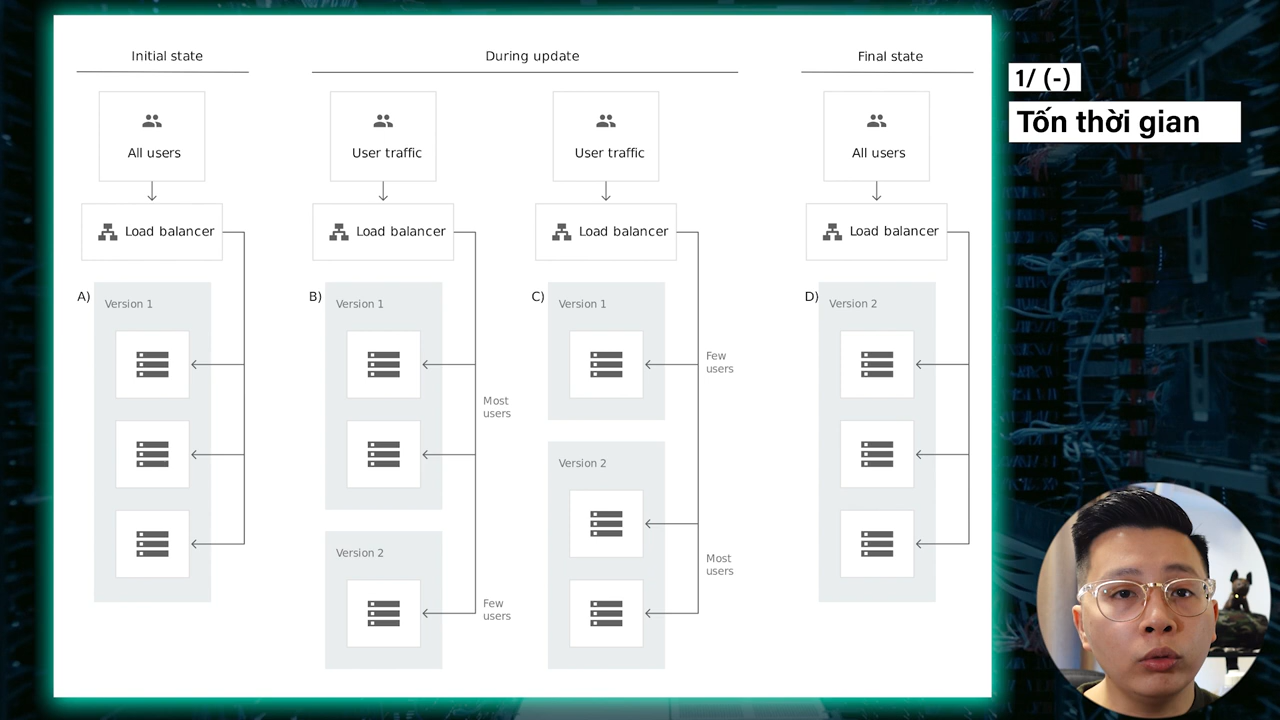 Initial state
During update
Final state
1/ (-)
Tốn thời gian
All users
User traffic
User traffic
All users
Load balancer
Load balancer
Load balancer
Load balancer
A)
Version 1
B)
Version 1
C)
Version 1
D)
Version 2
Few
users
Most
users
Version 2
Version 2
Most
users
Few
users